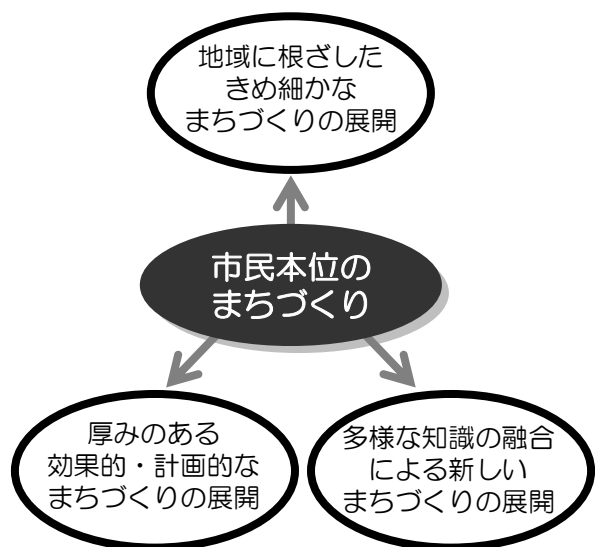 地域に根ざした
きめ細かな
まちづくりの展開
市民本位の
まちづくり
厚みのある
効果的・計画的な
まちづくりの展開
多様な知識の融合
による新しい
まちづくりの展開